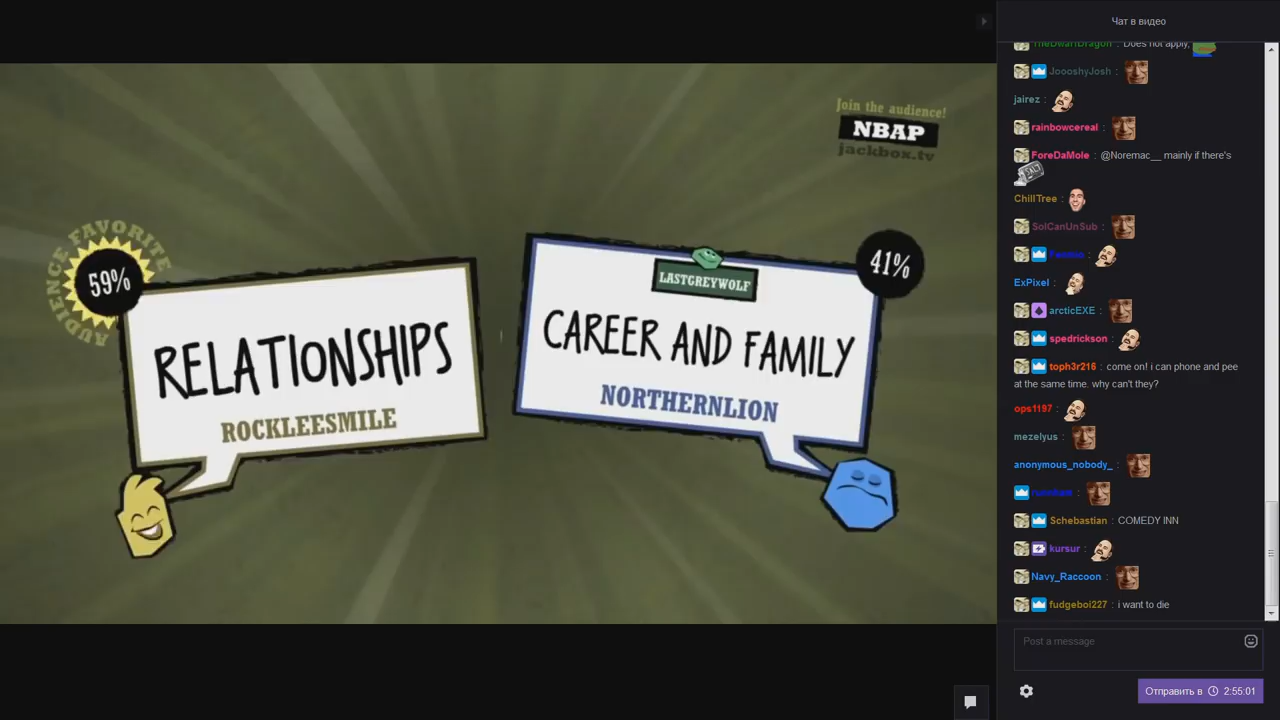 Join the audience!
NBAP
jackbox.tv
AUDIENCE FAVORITE
59%
RELATIONSHIPS
ROCKLEESMILE
41%
LASTGREYWOLF
CAREER AND FAMILY
NORTHERNLION
Чат в видео
TheDwarfDragon : Does not apply,
JoooshyJosh :
jairez :
rainbowcereal :
ForeDaMole : @Noremac__ mainly if there's
SALT
ChillTree :
SolCanUnSub :
:
ExPixel :
arcticEXE :
spedrickson :
toph3r216 : come on! i can phone and pee
at the same time. why can't they?
ops1197 :
mezelyus :
anonymous_nobody_ :
:
Schebastian : COMEDY INN
kursur :
Navy_Raccoon :
fudgeboi227 : i want to die
Post a message
Отправить в 2:55:01